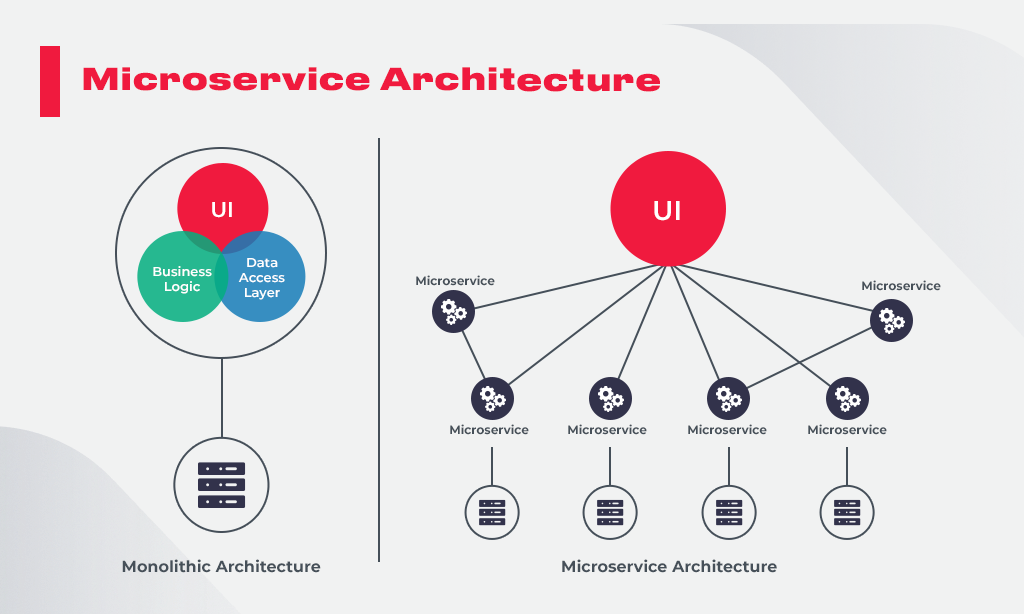 Microservice Architecture
UI
Business
Logic
Data
Access
Layer
Monolithic Architecture
UI
Microservice
Microservice
Microservice
Microservice
Microservice
Microservice
Microservice Architecture